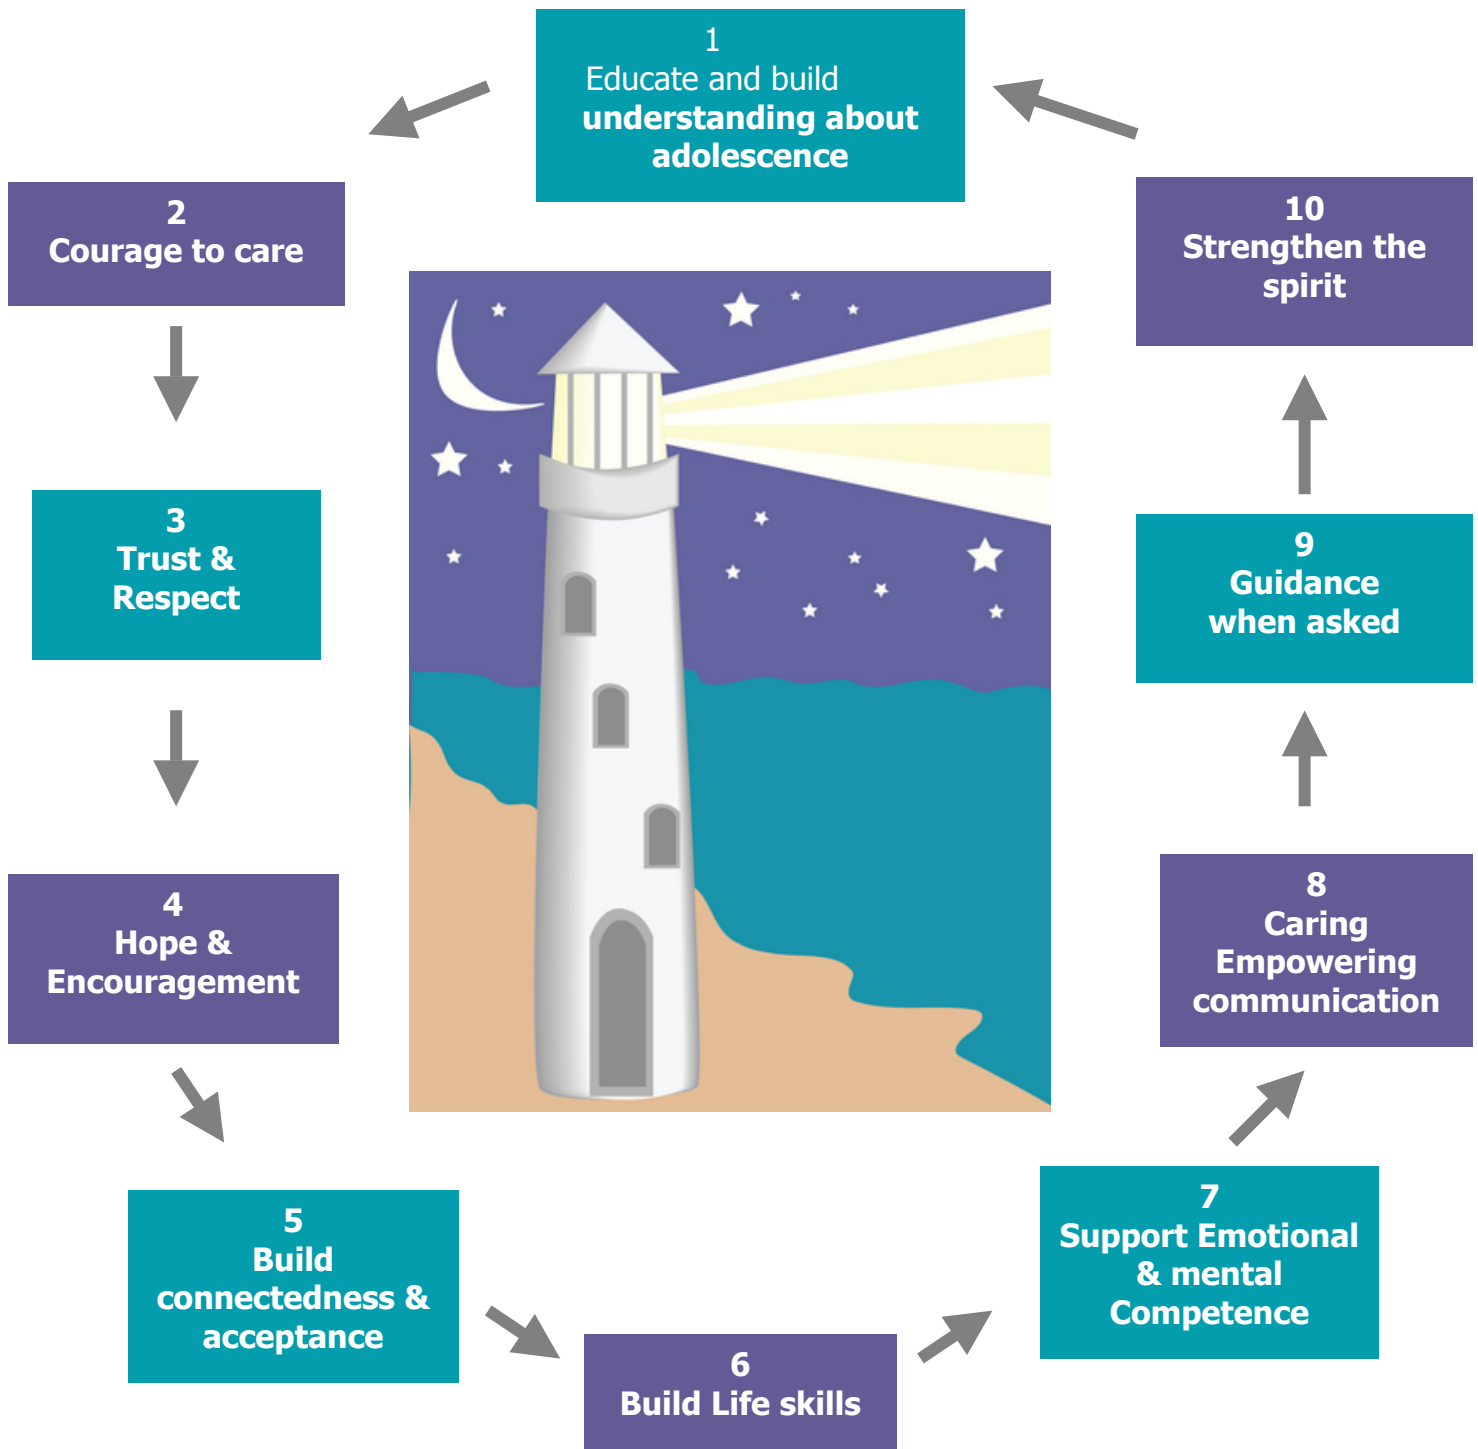 1
Educate and build
understanding about
adolescence
2
Courage to care
3
Trust &
Respect
4
Hope &
Encouragement
5
Build
connectedness &
acceptance
6
Build Life skills
7
Support Emotional
& mental
Competence
8
Caring
Empowering
communication
9
Guidance
when asked
10
Strengthen the
spirit